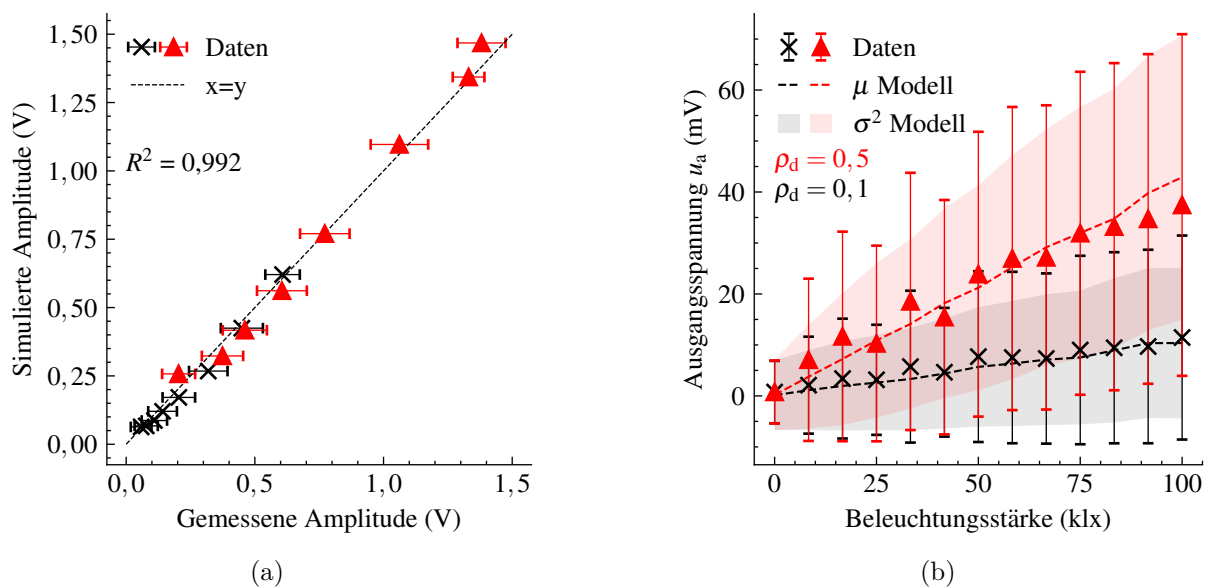 1,50
1,25
1,00
0,75
0,50
0,25
0,00
Simulierte Amplitude (V)
Daten
x=y
R² = 0,992
0,0
0,5
1,0
1,5
Gemessene Amplitude (V)
(a)
60
40
20
0
Ausgangsspannung uₐ (mV)
Daten
μ Modell
σ² Modell
ρ_d = 0,5
ρ_d = 0,1
0
25
50
75
100
Beleuchtungsstärke (klx)
(b)